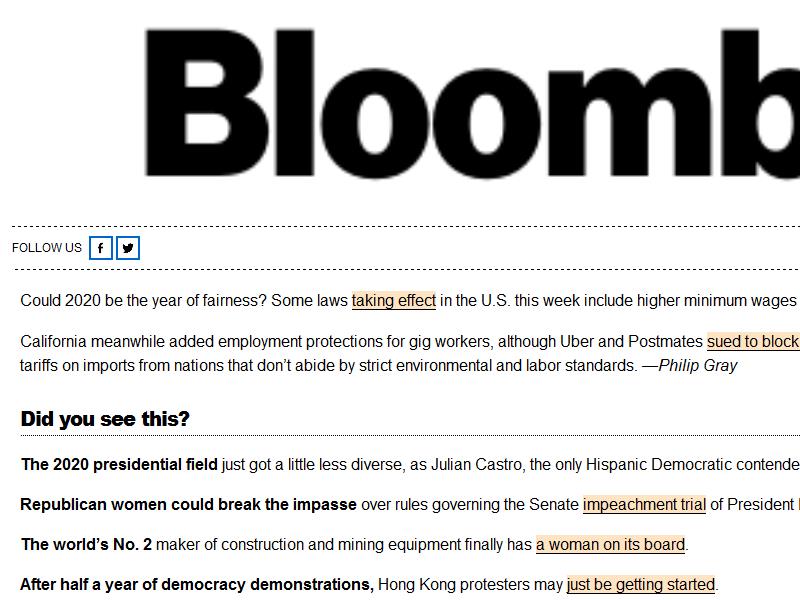 Bloomb
FOLLOW US
Could 2020 be the year of fairness? Some laws taking effect in the U.S. this week include higher minimum wages
California meanwhile added employment protections for gig workers, although Uber and Postmates sued to block
tariffs on imports from nations that don’t abide by strict environmental and labor standards. —Philip Gray
Did you see this?
The 2020 presidential field just got a little less diverse, as Julian Castro, the only Hispanic Democratic contende
Republican women could break the impasse over rules governing the Senate impeachment trial of President
The world’s No. 2 maker of construction and mining equipment finally has a woman on its board.
After half a year of democracy demonstrations, Hong Kong protesters may just be getting started.